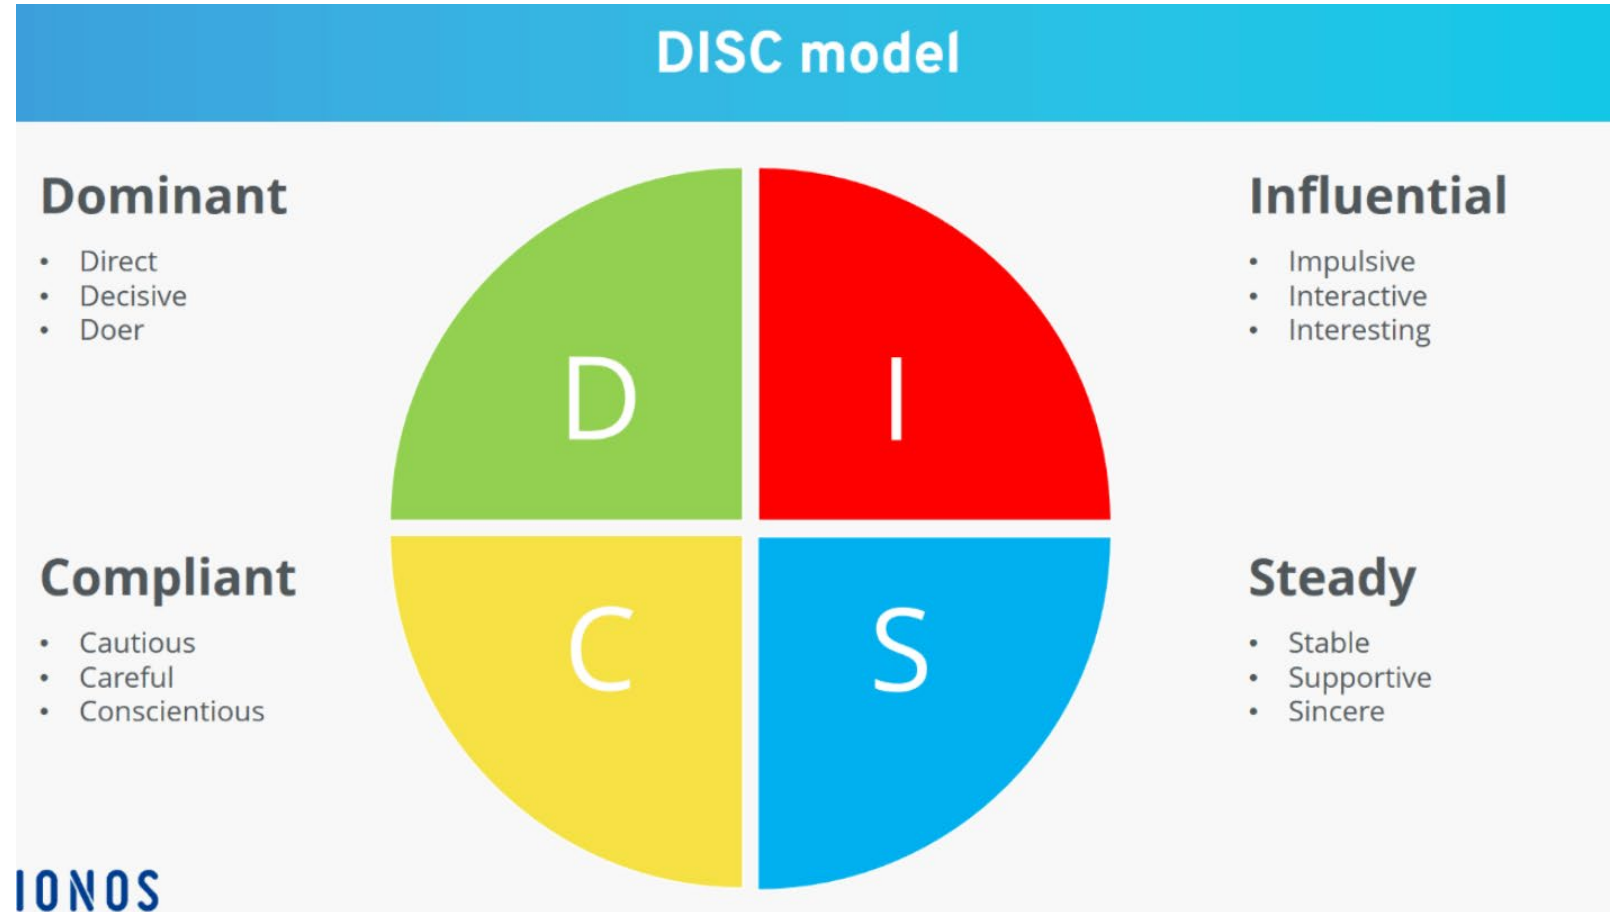 DISC model
Dominant
• Direct
• Decisive
• Doer
Influential
• Impulsive
• Interactive
• Interesting
D
I
C
S
Compliant
• Cautious
• Careful
• Conscientious
Steady
• Stable
• Supportive
• Sincere
IONOS